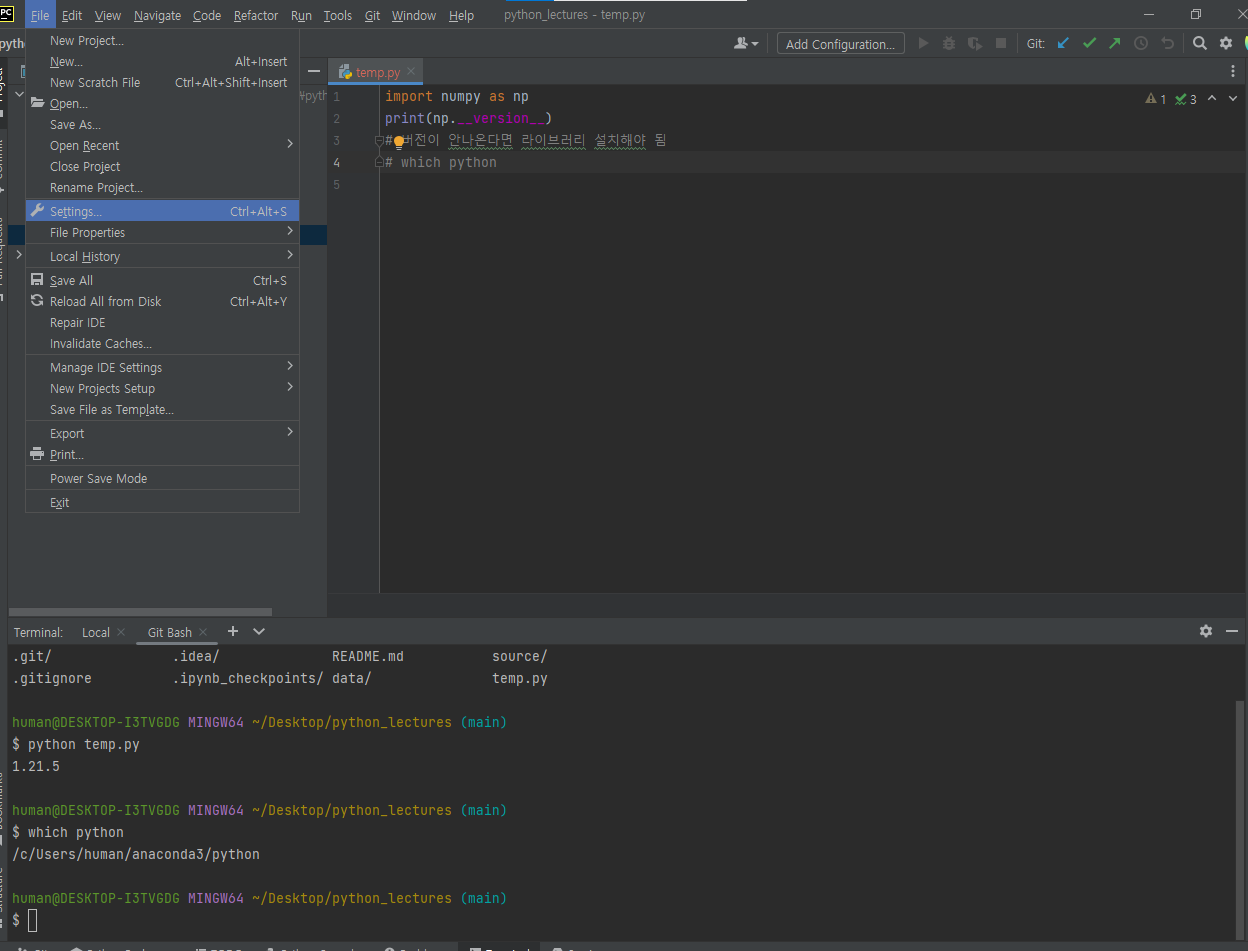 PC File Edit View Navigate Code Refactor Run Tools Git Window Help python_lectures - temp.py
Add Configuration... Git:
New Project...
New... Alt+Insert
New Scratch File Ctrl+Alt+Shift+Insert
Open...
Save As...
Open Recent
Close Project
Rename Project...
Settings... Ctrl+Alt+S
File Properties
Local History
Save All Ctrl+S
Reload All from Disk Ctrl+Alt+Y
Repair IDE
Invalidate Caches...
Manage IDE Settings
New Projects Setup
Save File as Template...
Export
Print...
Power Save Mode
Exit
temp.py
1 import numpy as np
2 print(np.__version__)
3 # 버전이 안나온다면 라이브러리 설치해야 됨
4 # which python
5
1 3
Terminal: Local Git Bash
.git/ .idea/ README.md source/
.gitignore .ipynb_checkpoints/ data/ temp.py
human@DESKTOP-I3TVGDG MINGW64 ~/Desktop/python_lectures (main)
$ python temp.py
1.21.5
human@DESKTOP-I3TVGDG MINGW64 ~/Desktop/python_lectures (main)
$ which python
/c/Users/human/anaconda3/python
human@DESKTOP-I3TVGDG MINGW64 ~/Desktop/python_lectures (main)
$